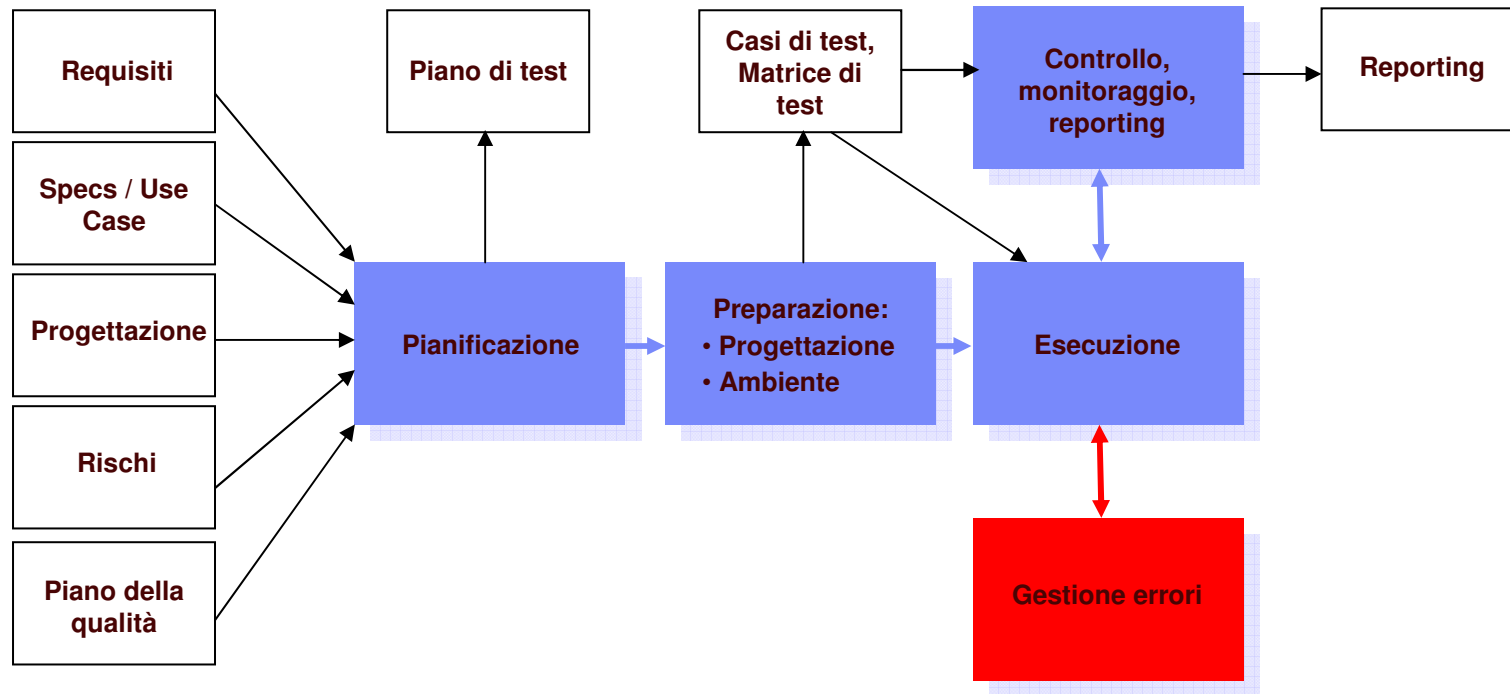 Requisiti
Piano di test
Casi di test,
Matrice di
test
Controllo,
monitoraggio,
reporting
Reporting
Specs / Use
Case
Progettazione
Pianificazione
Preparazione:
• Progettazione
• Ambiente
Esecuzione
Rischi
Piano della
qualità
Gestione errori